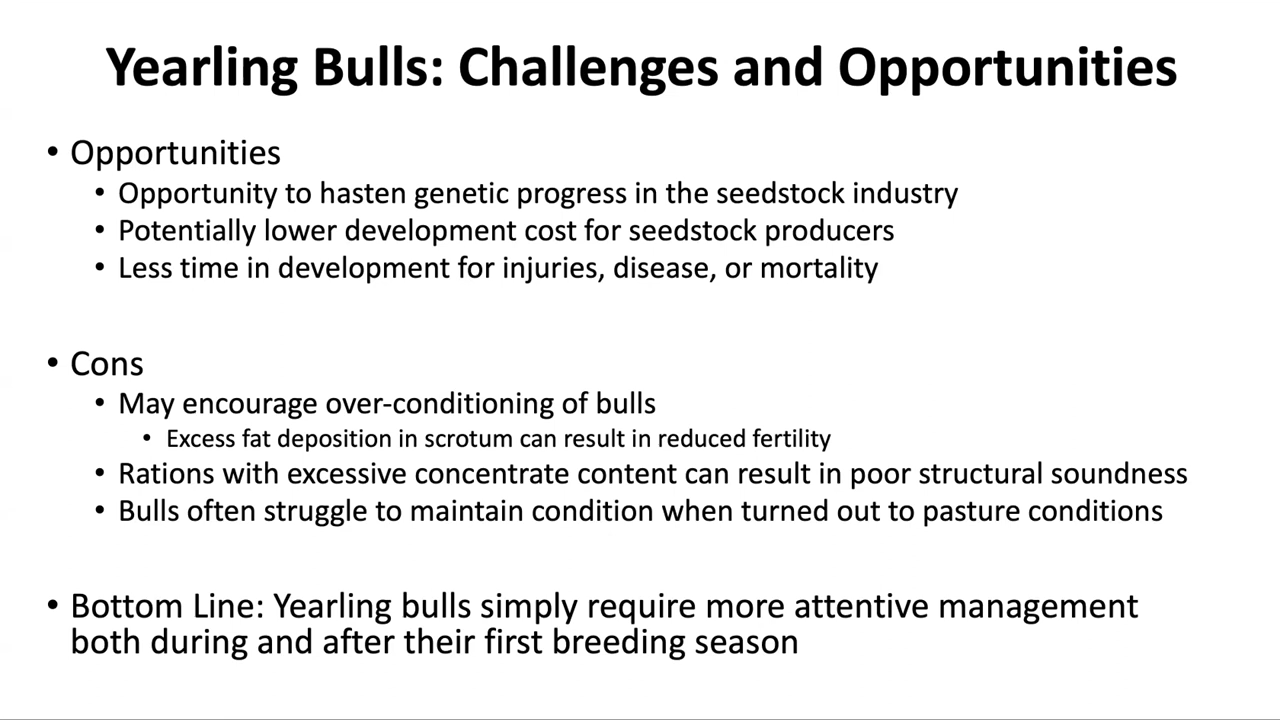 Yearling Bulls: Challenges and Opportunities
• Opportunities
• Opportunity to hasten genetic progress in the seedstock industry
• Potentially lower development cost for seedstock producers
• Less time in development for injuries, disease, or mortality
• Cons
• May encourage over-conditioning of bulls
• Excess fat deposition in scrotum can result in reduced fertility
• Rations with excessive concentrate content can result in poor structural soundness
• Bulls often struggle to maintain condition when turned out to pasture conditions
• Bottom Line: Yearling bulls simply require more attentive management
both during and after their first breeding season